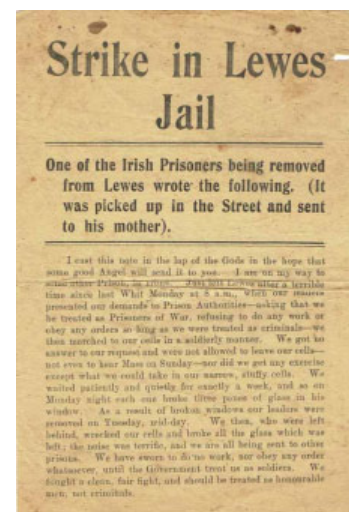 Strike in Lewes
Jail
One of the Irish Prisoners being removed
from Lewes wrote the following. (It
was picked up in the Street and sent
to his mother).
I cast this note in the lap of the Gods in the hope that
some good Angel will send it to you. I am on my way to
some other Prison, in irons. Just left Lewes after a terrible
time since last Whit Monday at 8 a.m., when our leaders
presented our demands to Prison Authorities—asking that we
be treated as Prisoners of War, refusing to do any work or
obey any orders so long as we were treated as criminals—we
then marched to our cells in a soldierly manner. We got no
answer to our request and were not allowed to leave our cells—
not even to hear Mass on Sunday—nor did we get any exercise
except what we could take in our narrow, stuffy cells. We
waited patiently and quietly for exactly a week, and so on
Monday night each one broke three panes of glass in his
window. As a result of broken windows our leaders were
removed on Tuesday, mid-day. We then, who were left
behind, wrecked our cells and broke all the glass which was
left; the noise was terrific, and we are all being sent to other
prisons. We have sworn to do no work, nor obey any order
whatsoever, until the Government treat us as soldiers. We
fought a clean, fair fight, and should be treated as honourable
men, not criminals.